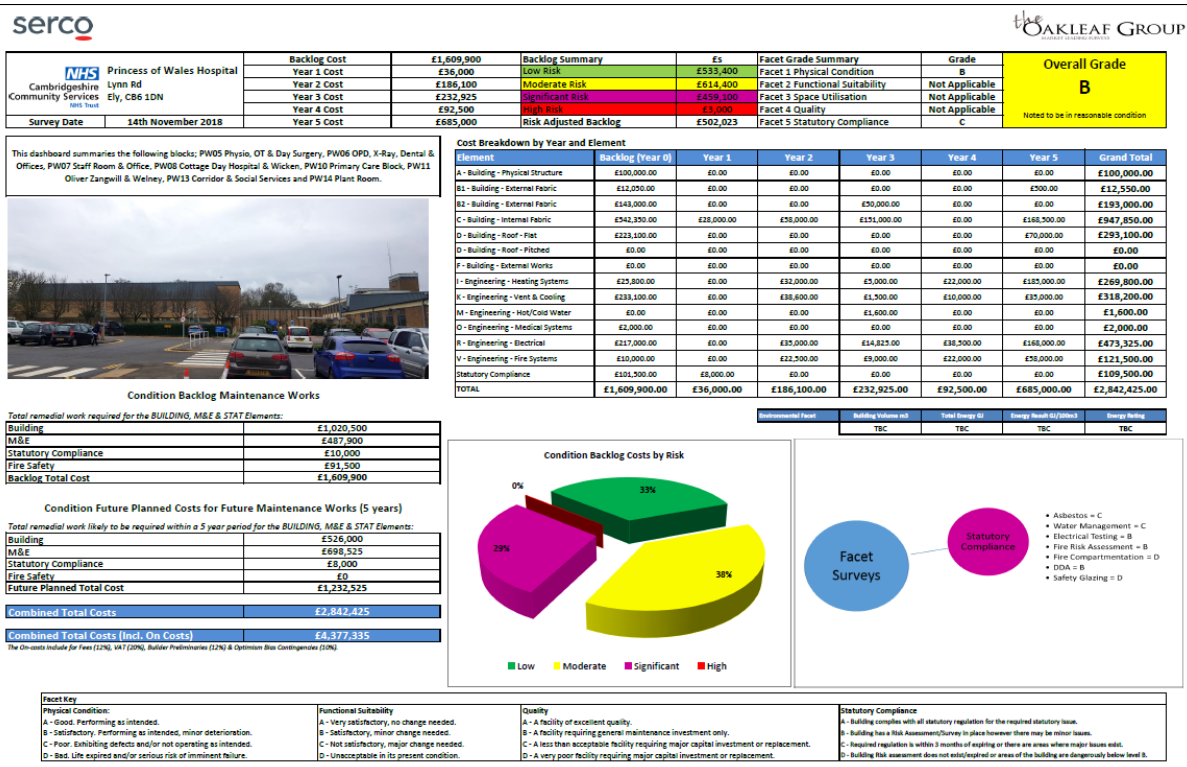 serco
the OAKLEAF GROUP
MARKET LEADING SURVEYS
NHS
Cambridgeshire
Community Services
NHS Trust
Princess of Wales Hospital
Lynn Rd
Ely, CB6 1DN
Survey Date 14th November 2018
Backlog Cost £1,609,900
Year 1 Cost £36,000
Year 2 Cost £186,100
Year 3 Cost £232,925
Year 4 Cost £92,500
Year 5 Cost £685,000
Backlog Summary £s
Low Risk £533,400
Moderate Risk £614,400
Significant Risk £459,100
High Risk £3,000
Risk Adjusted Backlog £502,023
Facet Grade Summary Grade
Facet 1 Physical Condition B
Facet 2 Functional Suitability Not Applicable
Facet 3 Space Utilisation Not Applicable
Facet 4 Quality Not Applicable
Facet 5 Statutory Compliance C
Overall Grade
B
Noted to be in reasonable condition
This dashboard summaries the following blocks; PW05 Physio, OT & Day Surgery, PW06 OPD, X-Ray, Dental &
Offices, PW07 Staff Room & Office, PW08 Cottage Day Hospital & Wicken, PW10 Primary Care Block, PW11
Oliver Zangwill & Welney, PW13 Corridor & Social Services and PW14 Plant Room.
Cost Breakdown by Year and Element
Element Backlog (Year 0) Year 1 Year 2 Year 3 Year 4 Year 5 Grand Total
A - Building - Physical Structure £100,000.00 £0.00 £0.00 £0.00 £0.00 £0.00 £100,000.00
B1 - Building - External Fabric £12,050.00 £0.00 £0.00 £0.00 £0.00 £500.00 £12,550.00
B2 - Building - External Fabric £143,000.00 £0.00 £0.00 £50,000.00 £0.00 £0.00 £193,000.00
C - Building - Internal Fabric £542,350.00 £28,000.00 £58,000.00 £151,000.00 £0.00 £168,500.00 £947,850.00
D - Building - Roof - Flat £223,100.00 £0.00 £0.00 £0.00 £0.00 £70,000.00 £293,100.00
D - Building - Roof - Pitched £0.00 £0.00 £0.00 £0.00 £0.00 £0.00 £0.00
F - Building - External Works £0.00 £0.00 £0.00 £0.00 £0.00 £0.00 £0.00
I - Engineering - Heating Systems £25,800.00 £0.00 £32,000.00 £5,000.00 £22,000.00 £185,000.00 £269,800.00
K - Engineering - Vent & Cooling £233,100.00 £0.00 £38,600.00 £1,500.00 £10,000.00 £35,000.00 £318,200.00
M - Engineering - Hot/Cold Water £0.00 £0.00 £0.00 £1,600.00 £0.00 £0.00 £1,600.00
O - Engineering - Medical Systems £2,000.00 £0.00 £0.00 £0.00 £0.00 £0.00 £2,000.00
R - Engineering - Electrical £217,000.00 £0.00 £35,000.00 £14,825.00 £38,500.00 £168,000.00 £473,325.00
V - Engineering - Fire Systems £10,000.00 £0.00 £22,500.00 £9,000.00 £22,000.00 £58,000.00 £121,500.00
Statutory Compliance £101,500.00 £8,000.00 £0.00 £0.00 £0.00 £0.00 £109,500.00
TOTAL £1,609,900.00 £36,000.00 £186,100.00 £232,925.00 £92,500.00 £685,000.00 £2,842,425.00
Condition Backlog Maintenance Works
Total remedial work required for the BUILDING, M&E & STAT Elements:
Building £1,020,500
M&E £487,900
Statutory Compliance £10,000
Fire Safety £91,500
Backlog Total Cost £1,609,900
Condition Future Planned Costs for Future Maintenance Works (5 years)
Total remedial work likely to be required within a 5 year period for the BUILDING, M&E & STAT Elements:
Building £526,000
M&E £698,525
Statutory Compliance £8,000
Fire Safety £0
Future Planned Total Cost £1,232,525
Combined Total Costs £2,842,425
Combined Total Costs (Incl. On Costs) £4,377,335
The On-costs include for Fees (12%), VAT (20%), Builder Preliminaries (12%) & Optimism Bias Contingencies (10%).
Environmental Facet Building Volume m3 Total Energy GJ Energy Result GJ/100m3 Energy Rating
TBC TBC TBC TBC
Condition Backlog Costs by Risk
0%
33%
29%
38%
Low Moderate Significant High
Facet
Surveys
Statutory
Compliance
• Asbestos = C
• Water Management = C
• Electrical Testing = B
• Fire Risk Assessment = B
• Fire Compartmentation = D
• DDA = B
• Safety Glazing = D
Facet Key
Physical Condition:
A - Good. Performing as intended.
B - Satisfactory. Performing as intended, minor deterioration.
C - Poor. Exhibiting defects and/or not operating as intended.
D - Bad. Life expired and/or serious risk of imminent failure.
Functional Suitability
A - Very satisfactory, no change needed.
B - Satisfactory, minor change needed.
C - Not satisfactory, major change needed.
D - Unacceptable in its present condition.
Quality
A - A facility of excellent quality.
B - A facility requiring general maintenance investment only.
C - A less than acceptable facility requiring major capital investment or replacement.
D - A very poor facility requiring major capital investment or replacement.
Statutory Compliance
A - Building complies with all statutory regulation for the required statutory issue.
B - Building has a Risk Assessment/Survey in place however there may be minor issues.
C - Required regulation is within 3 months of expiring or there are areas where major issues exist.
D - Building Risk assessment does not exist/expired or areas of the building are dangerously below level B.